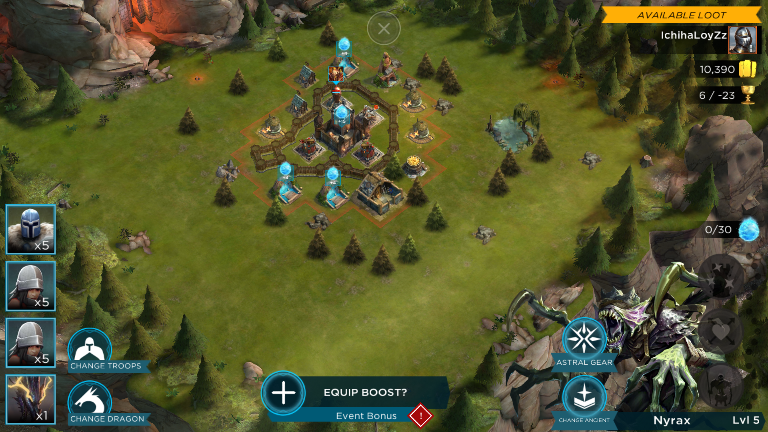 AVAILABLE LOOT
IchihaLoyZz
10,390
6 / -23
0/30
x5
x5
x5
x1
CHANGE TROOPS
CHANGE DRAGON
EQUIP BOOST?
Event Bonus !
ASTRAL GEAR
CHANGE ANCIENT
Nyrax Lvl 5